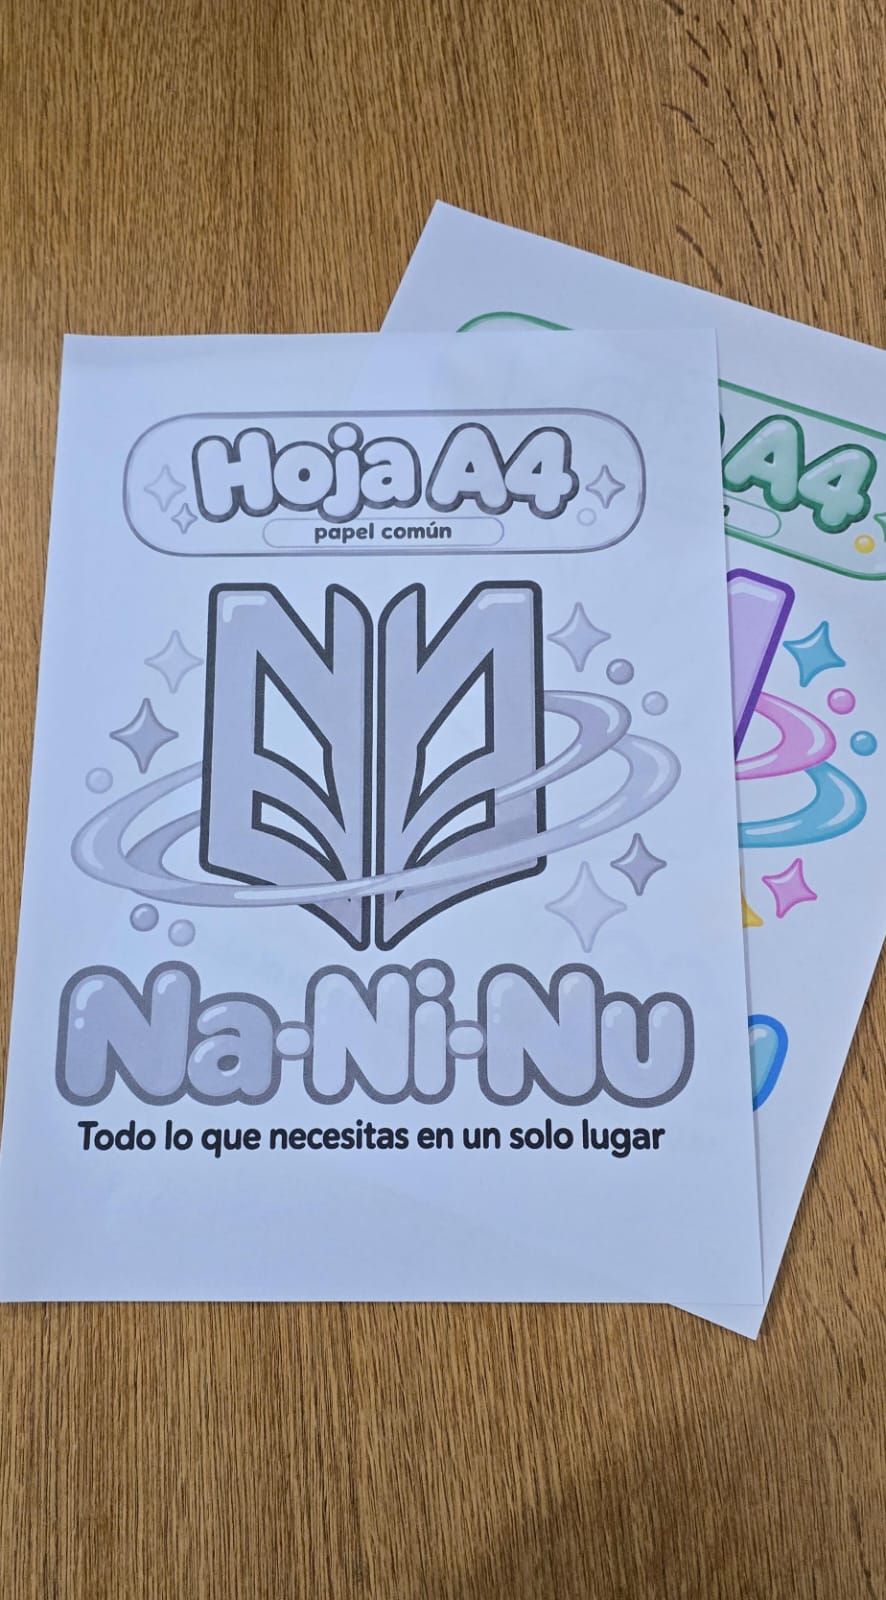 Hoja A4
papel común
Na·Ni·Nu
Todo lo que necesitas en un solo lugar
A4